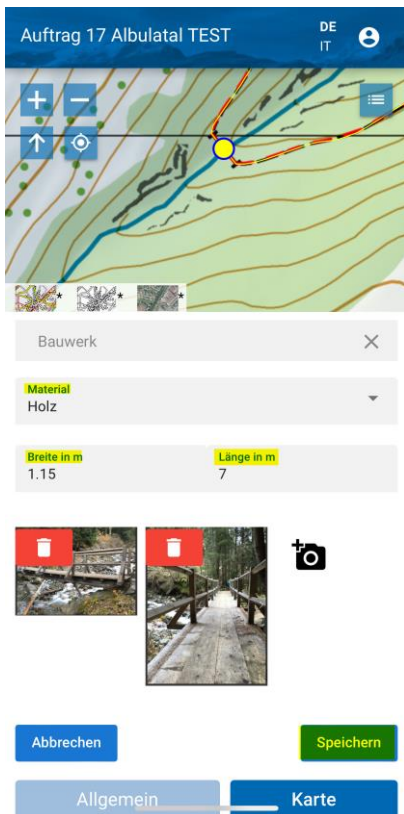 Auftrag 17 Albulatal TEST
DE
IT
Bauwerk
Material
Holz
Breite in m
Länge in m
1.15
7
Abbrechen
Speichern
Allgemein
Karte